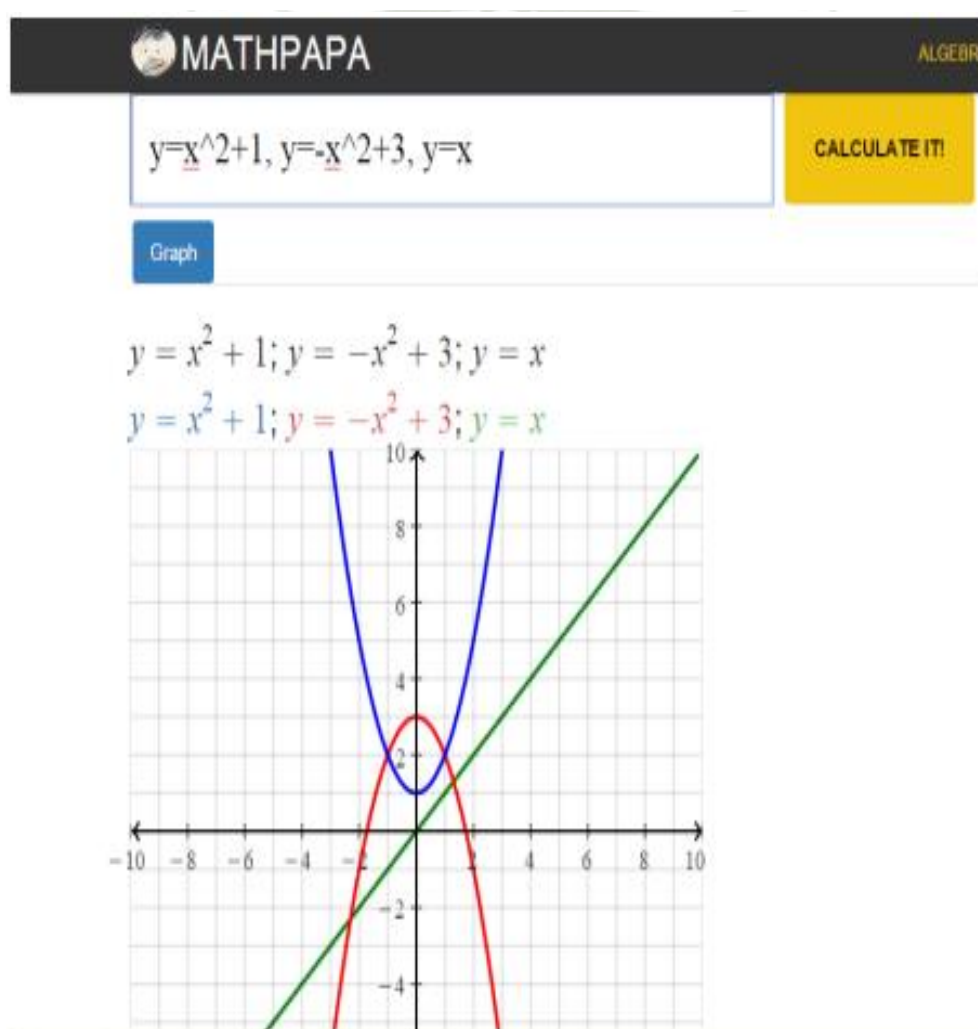 MATHPAPA
ALGEBR
y=x^2+1, y=-x^2+3, y=x
CALCULATE IT!
Graph
y = x² + 1; y = −x² + 3; y = x
y = x² + 1; y = −x² + 3; y = x
10
8
6
4
2
−10 −8 −6 −4 −2 2 4 6 8 10
−2
−4